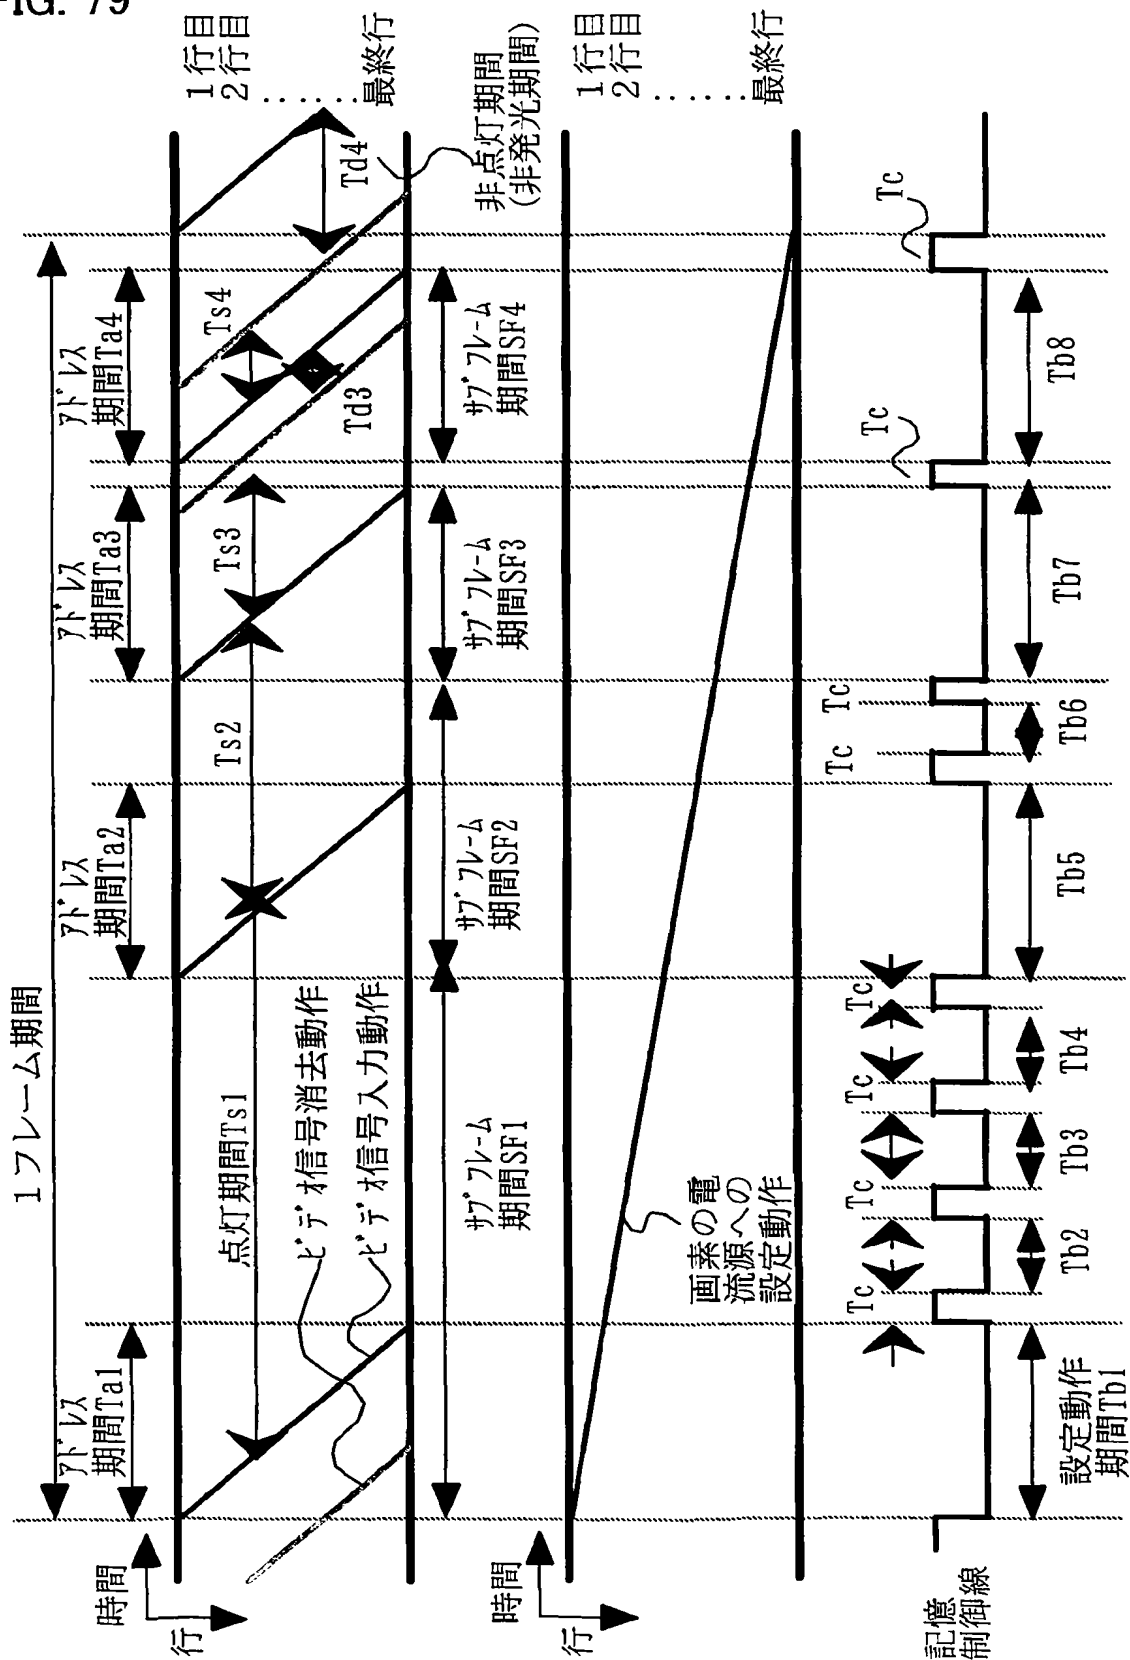 FIG. 79
1フレーム期間
アドレス
期間Ta1
アドレス
期間Ta2
アドレス
期間Ta3
アドレス
期間Ta4
時間
行
1行目
2行目
......
最終行
点灯期間Ts1
Ts2
Ts3
Ts4
Td3
Td4
ビデオ信号消去動作
ビデオ信号入力動作
非点灯期間
(非発光期間)
サブフレーム
期間SF1
サブフレーム
期間SF2
サブフレーム
期間SF3
サブフレーム
期間SF4
時間
行
1行目
2行目
......
最終行
画素の電
流源への
設定動作
記憶
制御線
Tc
Tc
Tc
Tc
Tc
Tc
Tc
Tc
設定動作
期間Tb1
Tb2
Tb3
Tb4
Tb5
Tb6
Tb7
Tb8